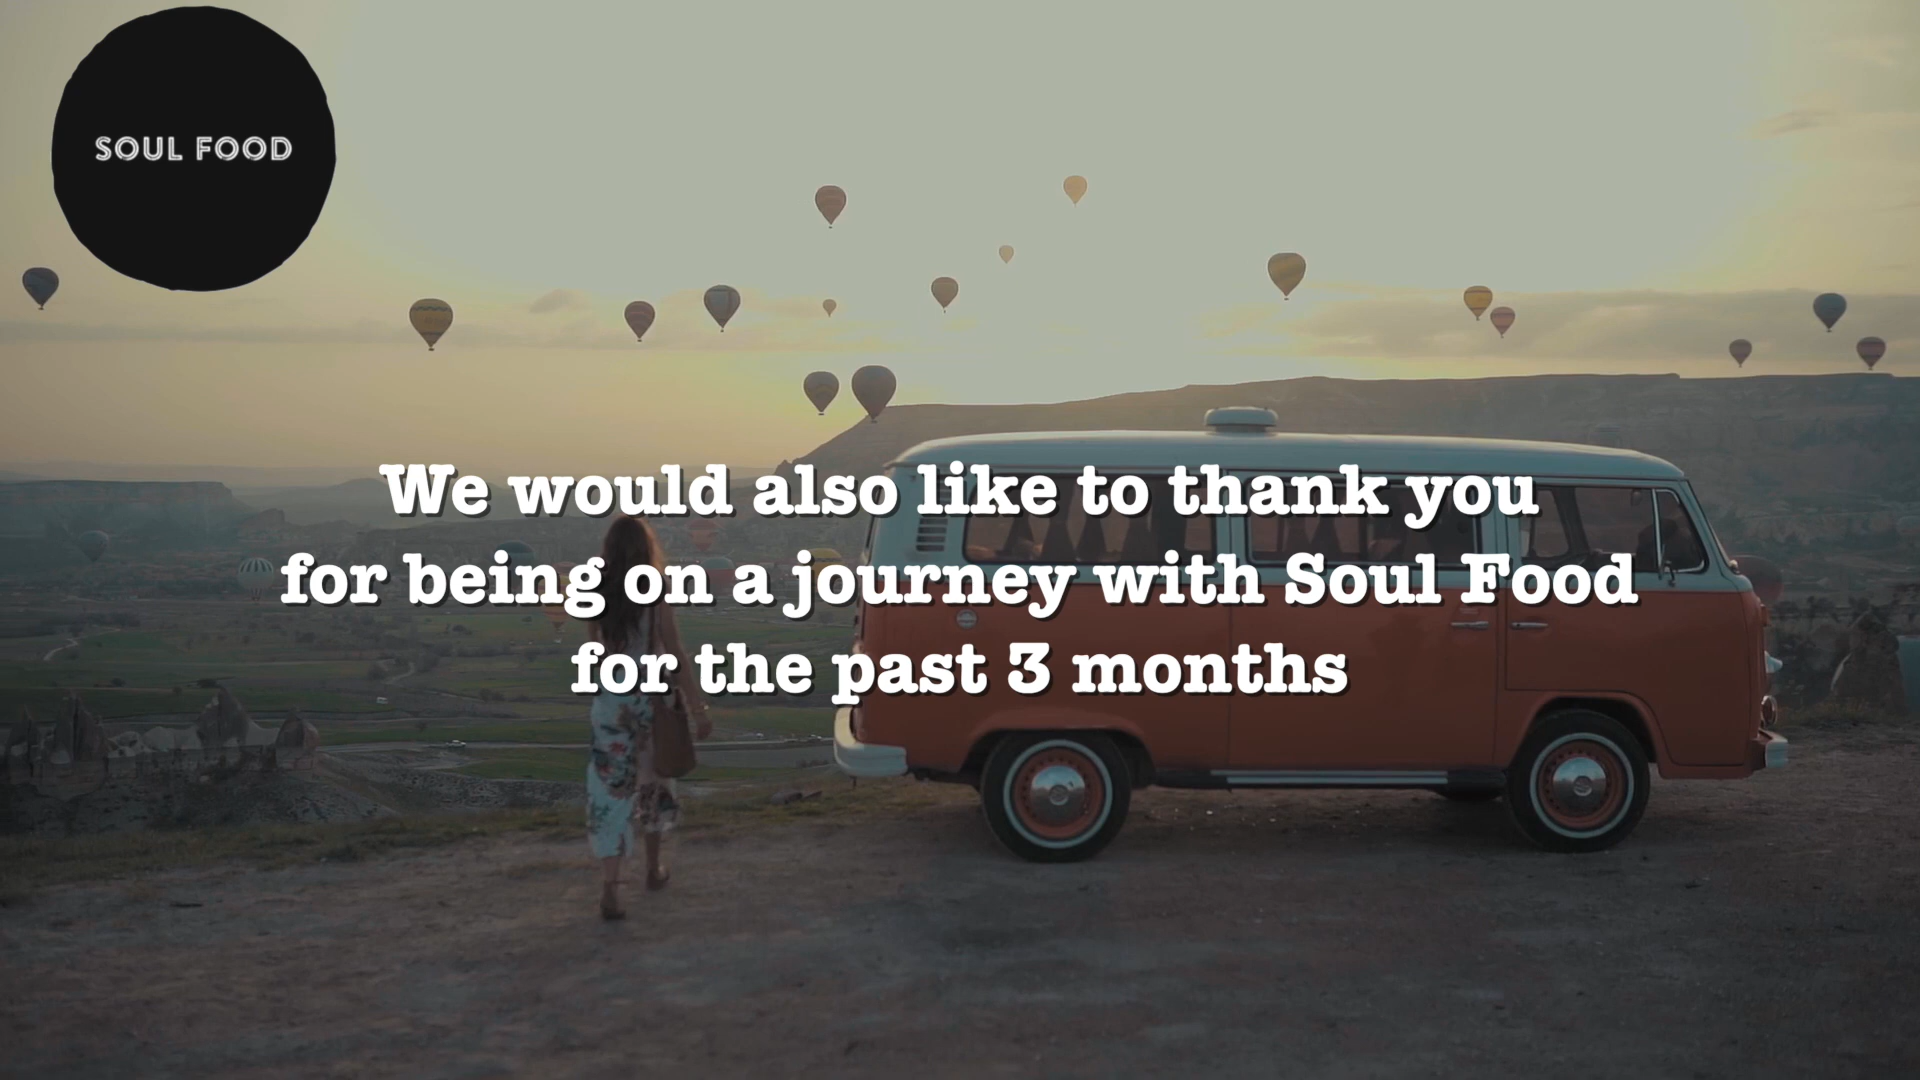 SOUL FOOD
We would also like to thank you
for being on a journey with Soul Food
for the past 3 months